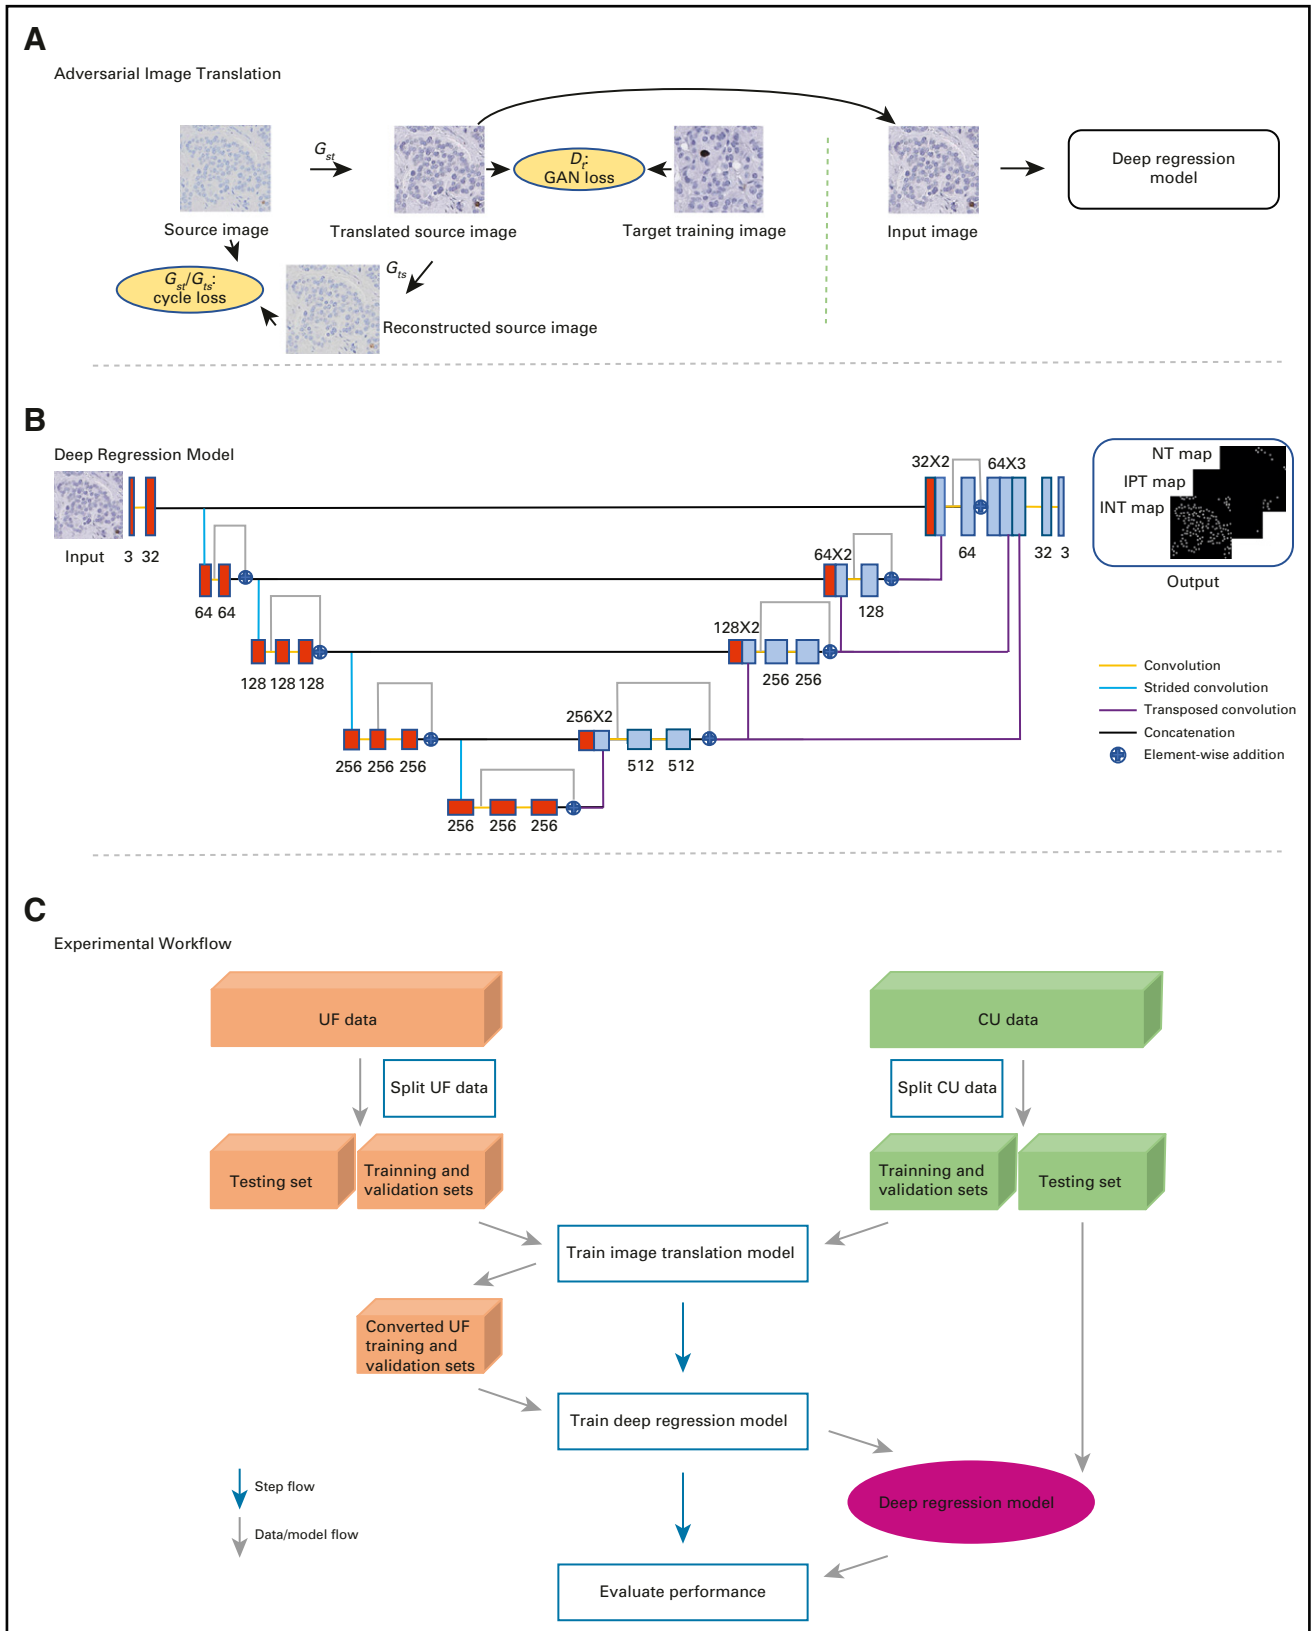 A
Adversarial Image Translation
Gst
Dr:
GAN loss
Deep regression
model
Source image
Translated source image
Target training image
Input image
Gst/Gts:
cycle loss
Gts
Reconstructed source image
B
Deep Regression Model
Input
3 32
64 64
128 128 128
256 256 256
256 256 256
256X2
512 512
128X2
256 256
64X2
128
32X2
64
64X3
32 3
NT map
IPT map
INT map
Output
Convolution
Strided convolution
Transposed convolution
Concatenation
Element-wise addition
C
Experimental Workflow
UF data
CU data
Split UF data
Split CU data
Testing set
Trainning and
validation sets
Trainning and
validation sets
Testing set
Train image translation model
Converted UF
training and
validation sets
Train deep regression model
Step flow
Data/model flow
Deep regression model
Evaluate performance